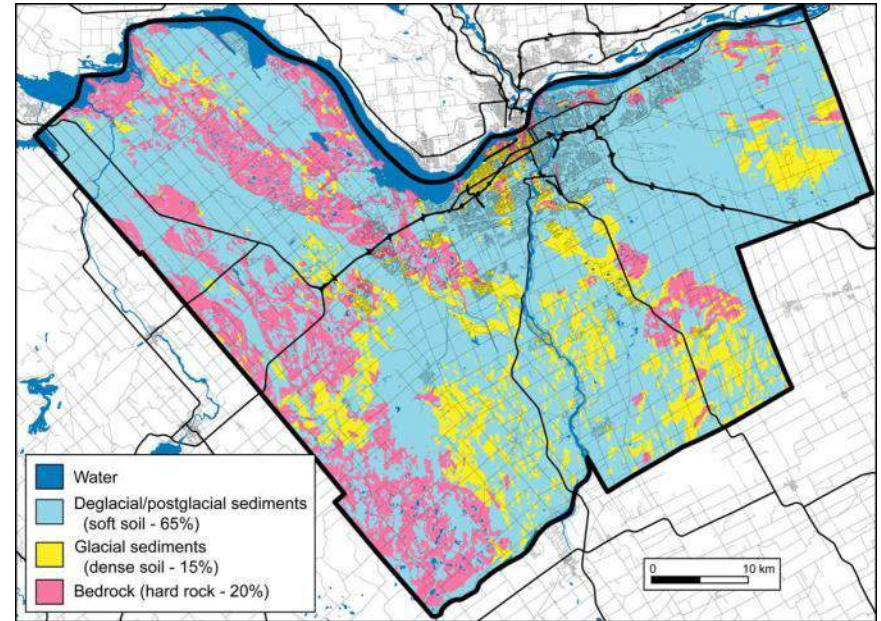 Water
Deglacial/postglacial sediments
(soft soil - 65%)
Glacial sediments
(dense soil - 15%)
Bedrock (hard rock - 20%)
0 10 km